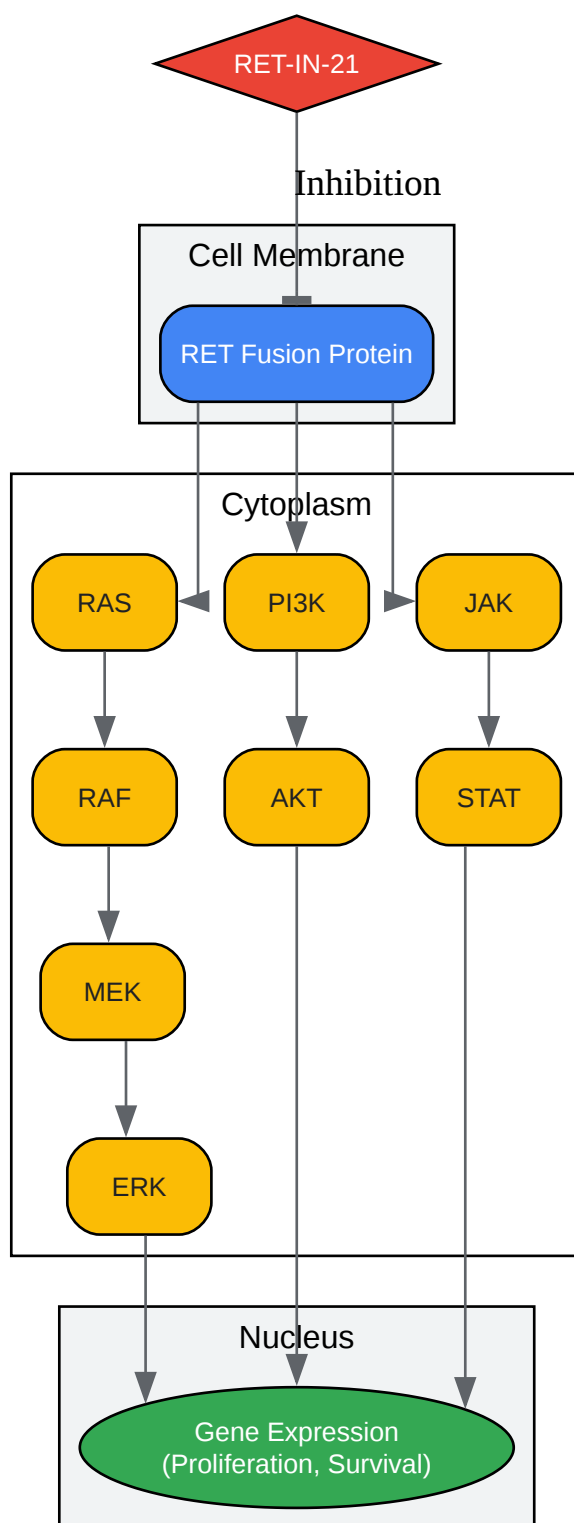 RET-IN-21
Inhibition
Cell Membrane
RET Fusion Protein
Cytoplasm
RAS
PI3K
JAK
RAF
AKT
STAT
MEK
ERK
Nucleus
Gene Expression
(Proliferation, Survival)